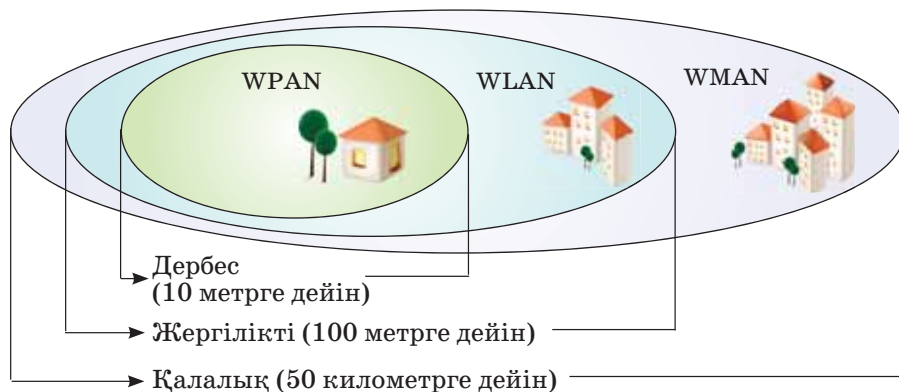 WPAN WLAN WMAN
Дербес
(10 метрге дейін)
Жергілікті (100 метрге дейін)
Қалалық (50 километрге дейін)